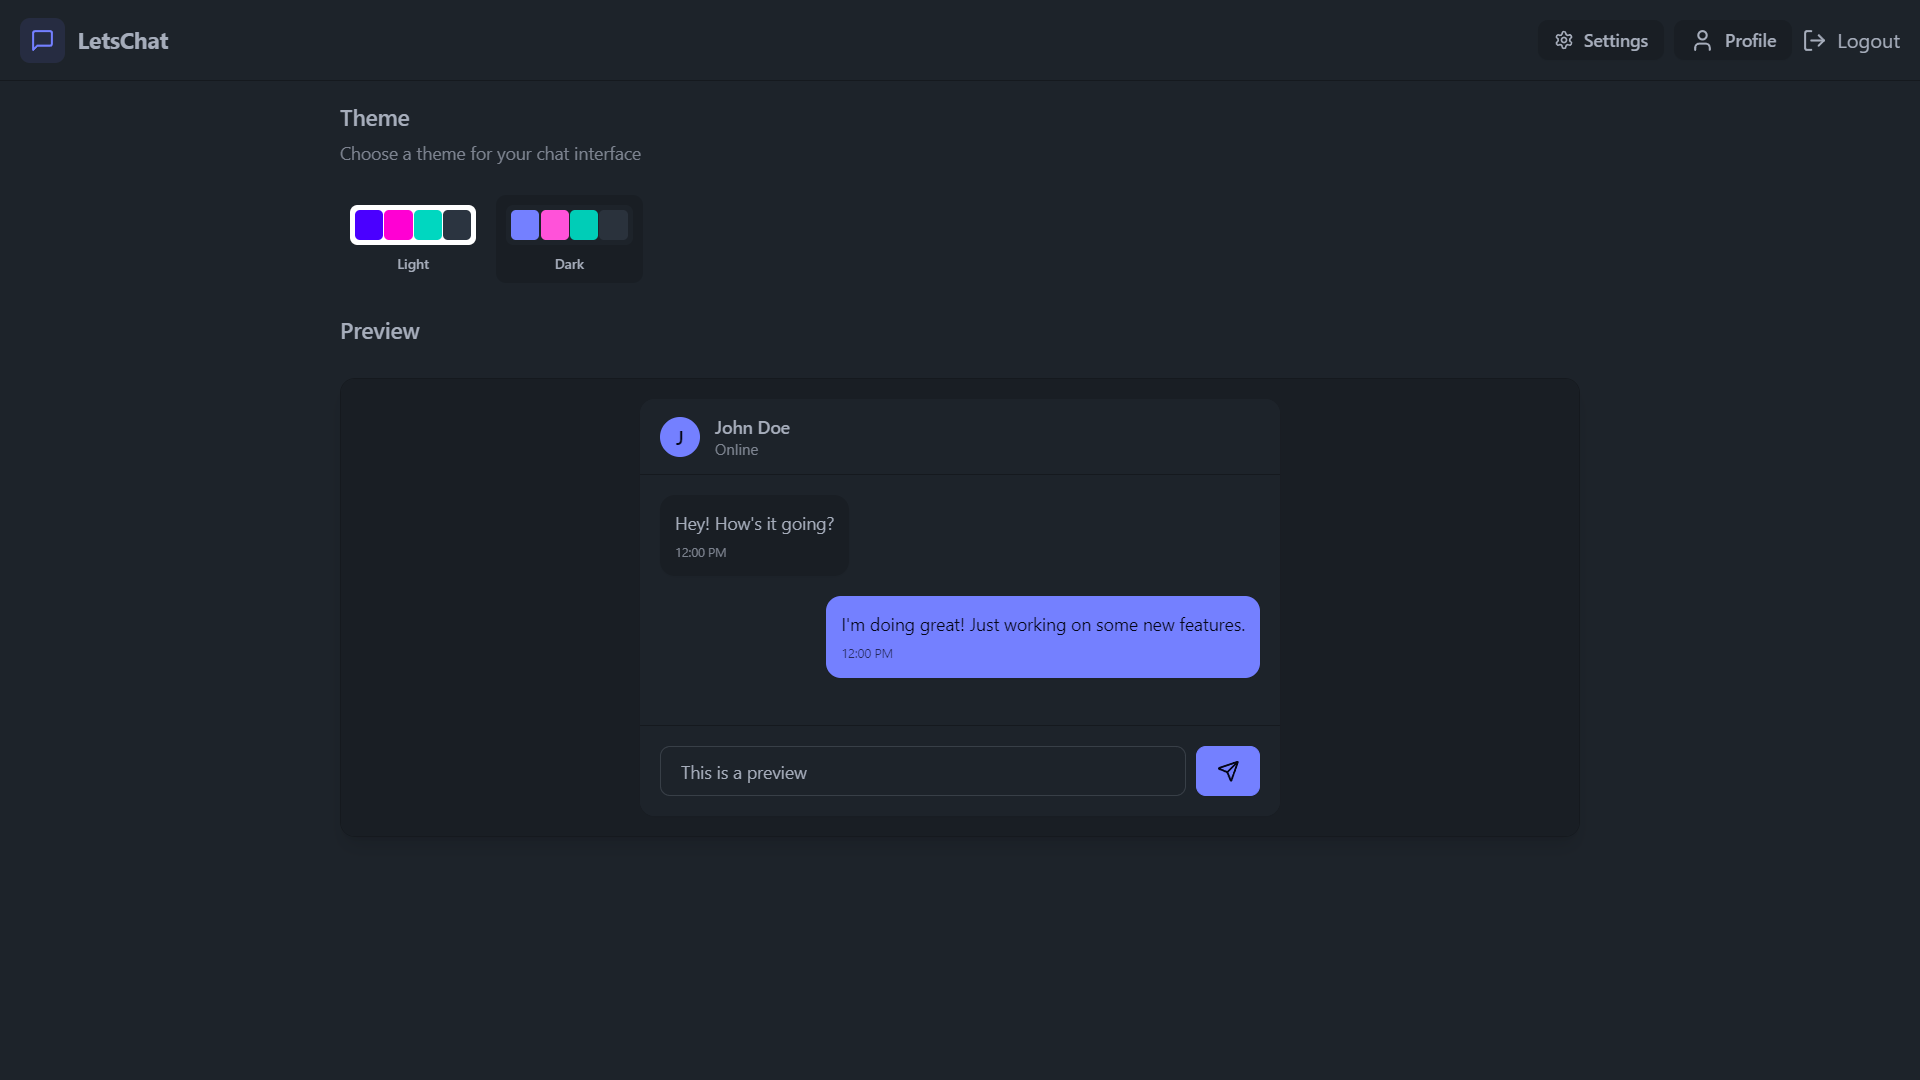 LetsChat
Settings
Profile
Logout
Theme
Choose a theme for your chat interface
Light
Dark
Preview
J
John Doe
Online
Hey! How's it going?
12:00 PM
I'm doing great! Just working on some new features.
12:00 PM
This is a preview